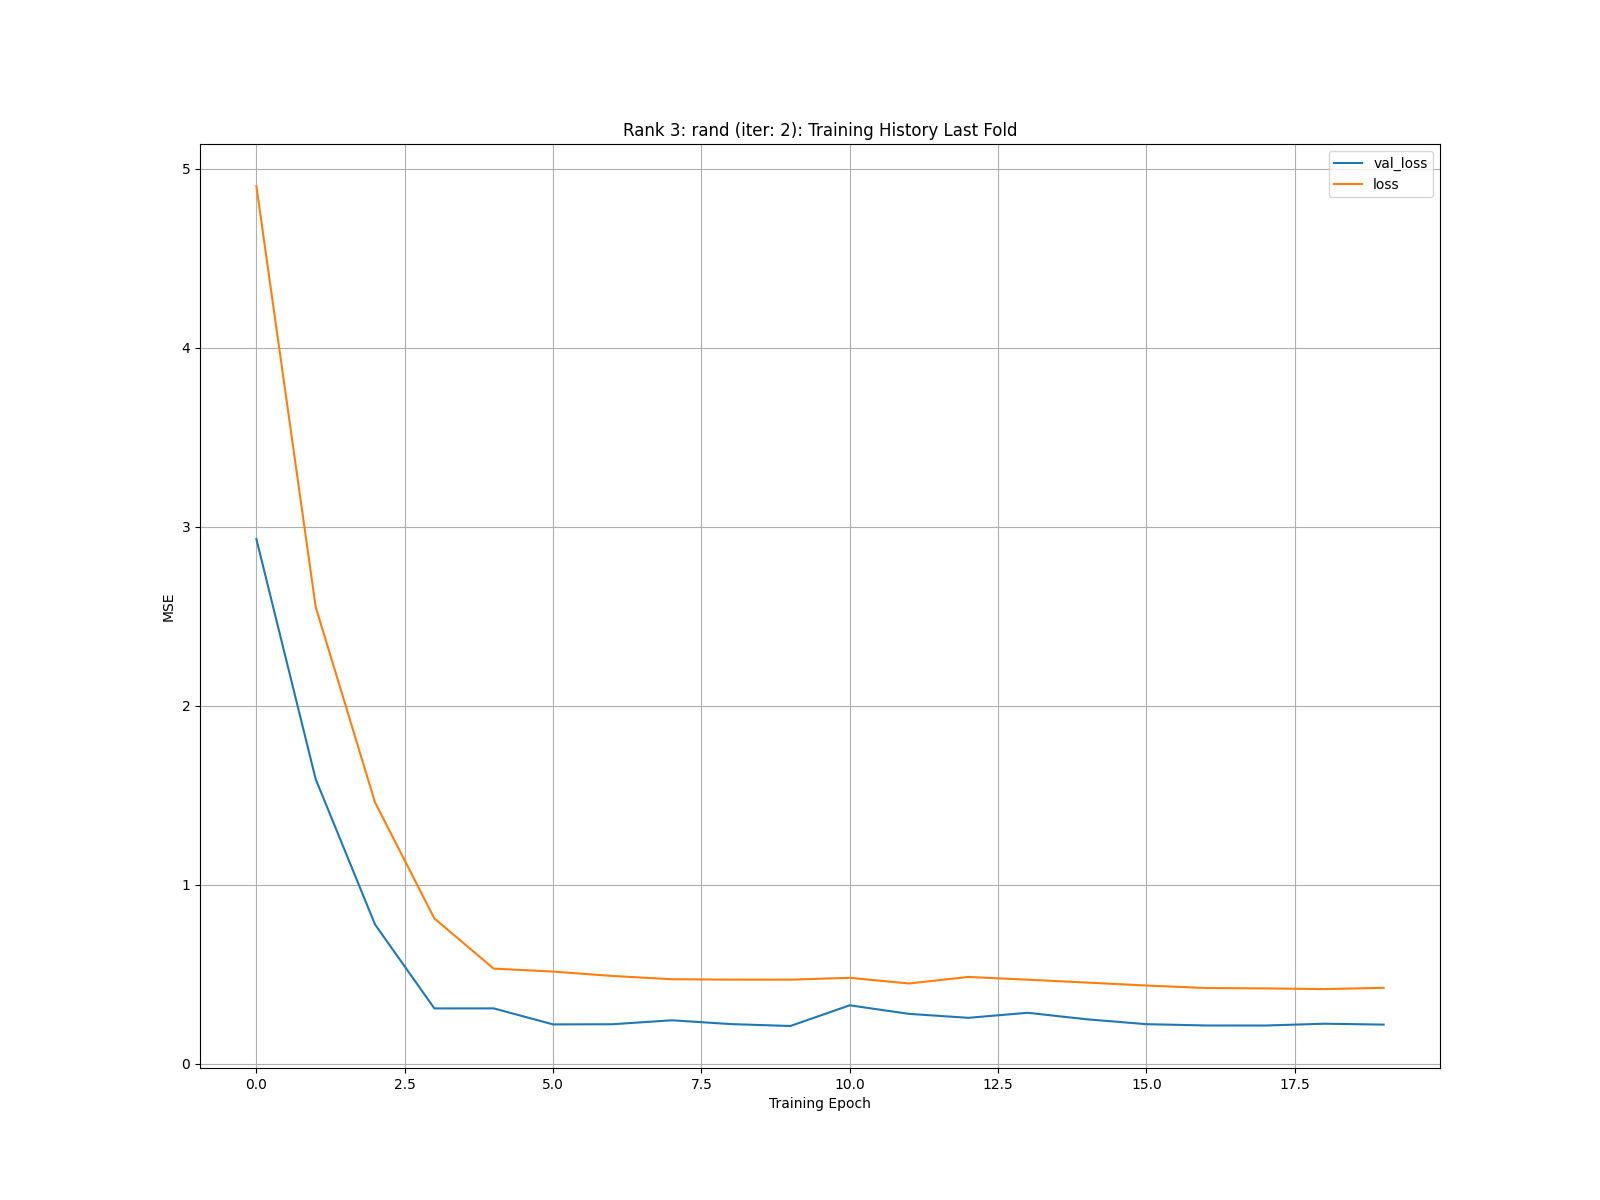 Rank 3: rand (iter: 2): Training History Last Fold
val_loss
loss
5
4
3
2
1
0
MSE
0.0 2.5 5.0 7.5 10.0 12.5 15.0 17.5
Training Epoch